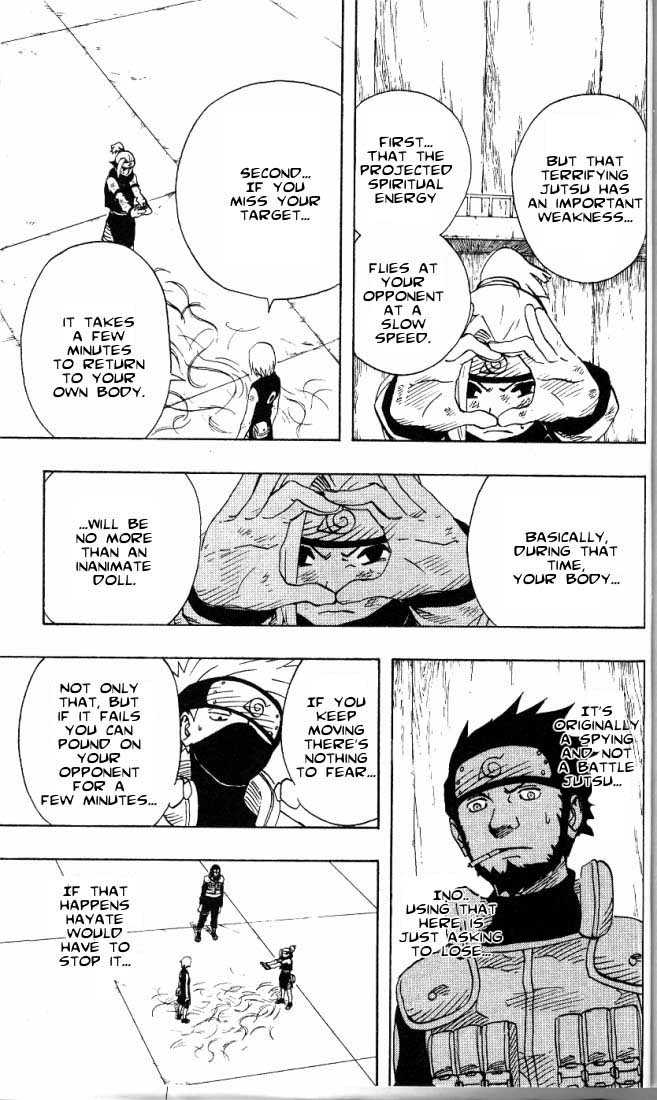 BUT THAT
TERRIFYING
JUTSU HAS
AN IMPORTANT
WEAKNESS...
FIRST...
THAT THE
PROJECTED
SPIRITUAL
ENERGY
FLIES AT
YOUR
OPPONENT
AT A
SLOW
SPEED.
SECOND...
IF YOU
MISS YOUR
TARGET...
IT TAKES
A FEW
MINUTES
TO RETURN
TO YOUR
OWN BODY.
BASICALLY,
DURING THAT
TIME,
YOUR BODY...
...WILL BE
NO MORE
THAN AN
INANIMATE
DOLL.
IT'S
ORIGINALLY
A SPYING
AND NOT
A BATTLE
JUTSU...
INO..
USING THAT
HERE IS
JUST ASKING
TO LOSE...
IF YOU
KEEP
MOVING
THERE'S
NOTHING
TO FEAR...
NOT ONLY
THAT, BUT
IF IT FAILS
YOU CAN
POUND ON
YOUR
OPPONENT
FOR A
FEW MINUTES...
IF THAT
HAPPENS
HAYATE
WOULD
HAVE TO
STOP IT...